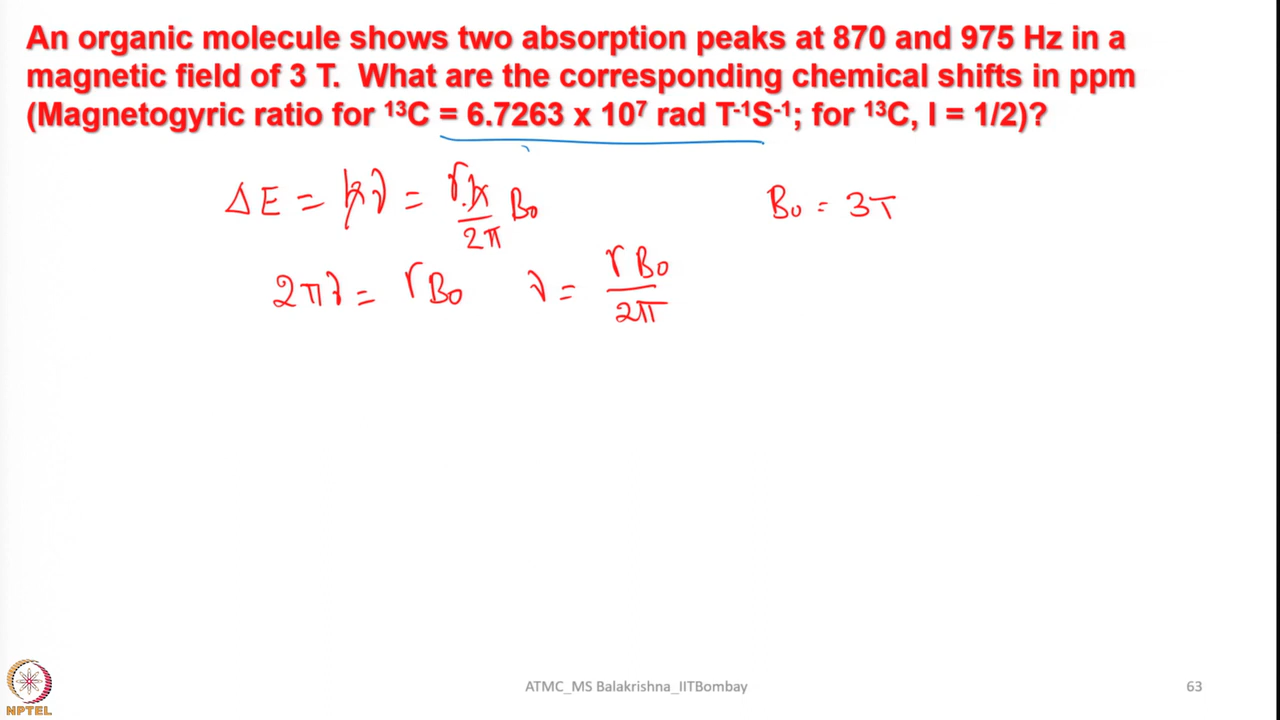 An organic molecule shows two absorption peaks at 870 and 975 Hz in a
magnetic field of 3 T. What are the corresponding chemical shifts in ppm
(Magnetogyric ratio for ¹³C = 6.7263 x 10⁷ rad T⁻¹S⁻¹; for ¹³C, I = 1/2)?
ΔE = hν = γ.h/2π B₀
B₀ = 3T
2πν = γB₀ ν = γB₀/2π
NPTEL
ATMC_MS Balakrishna_IITBombay
63